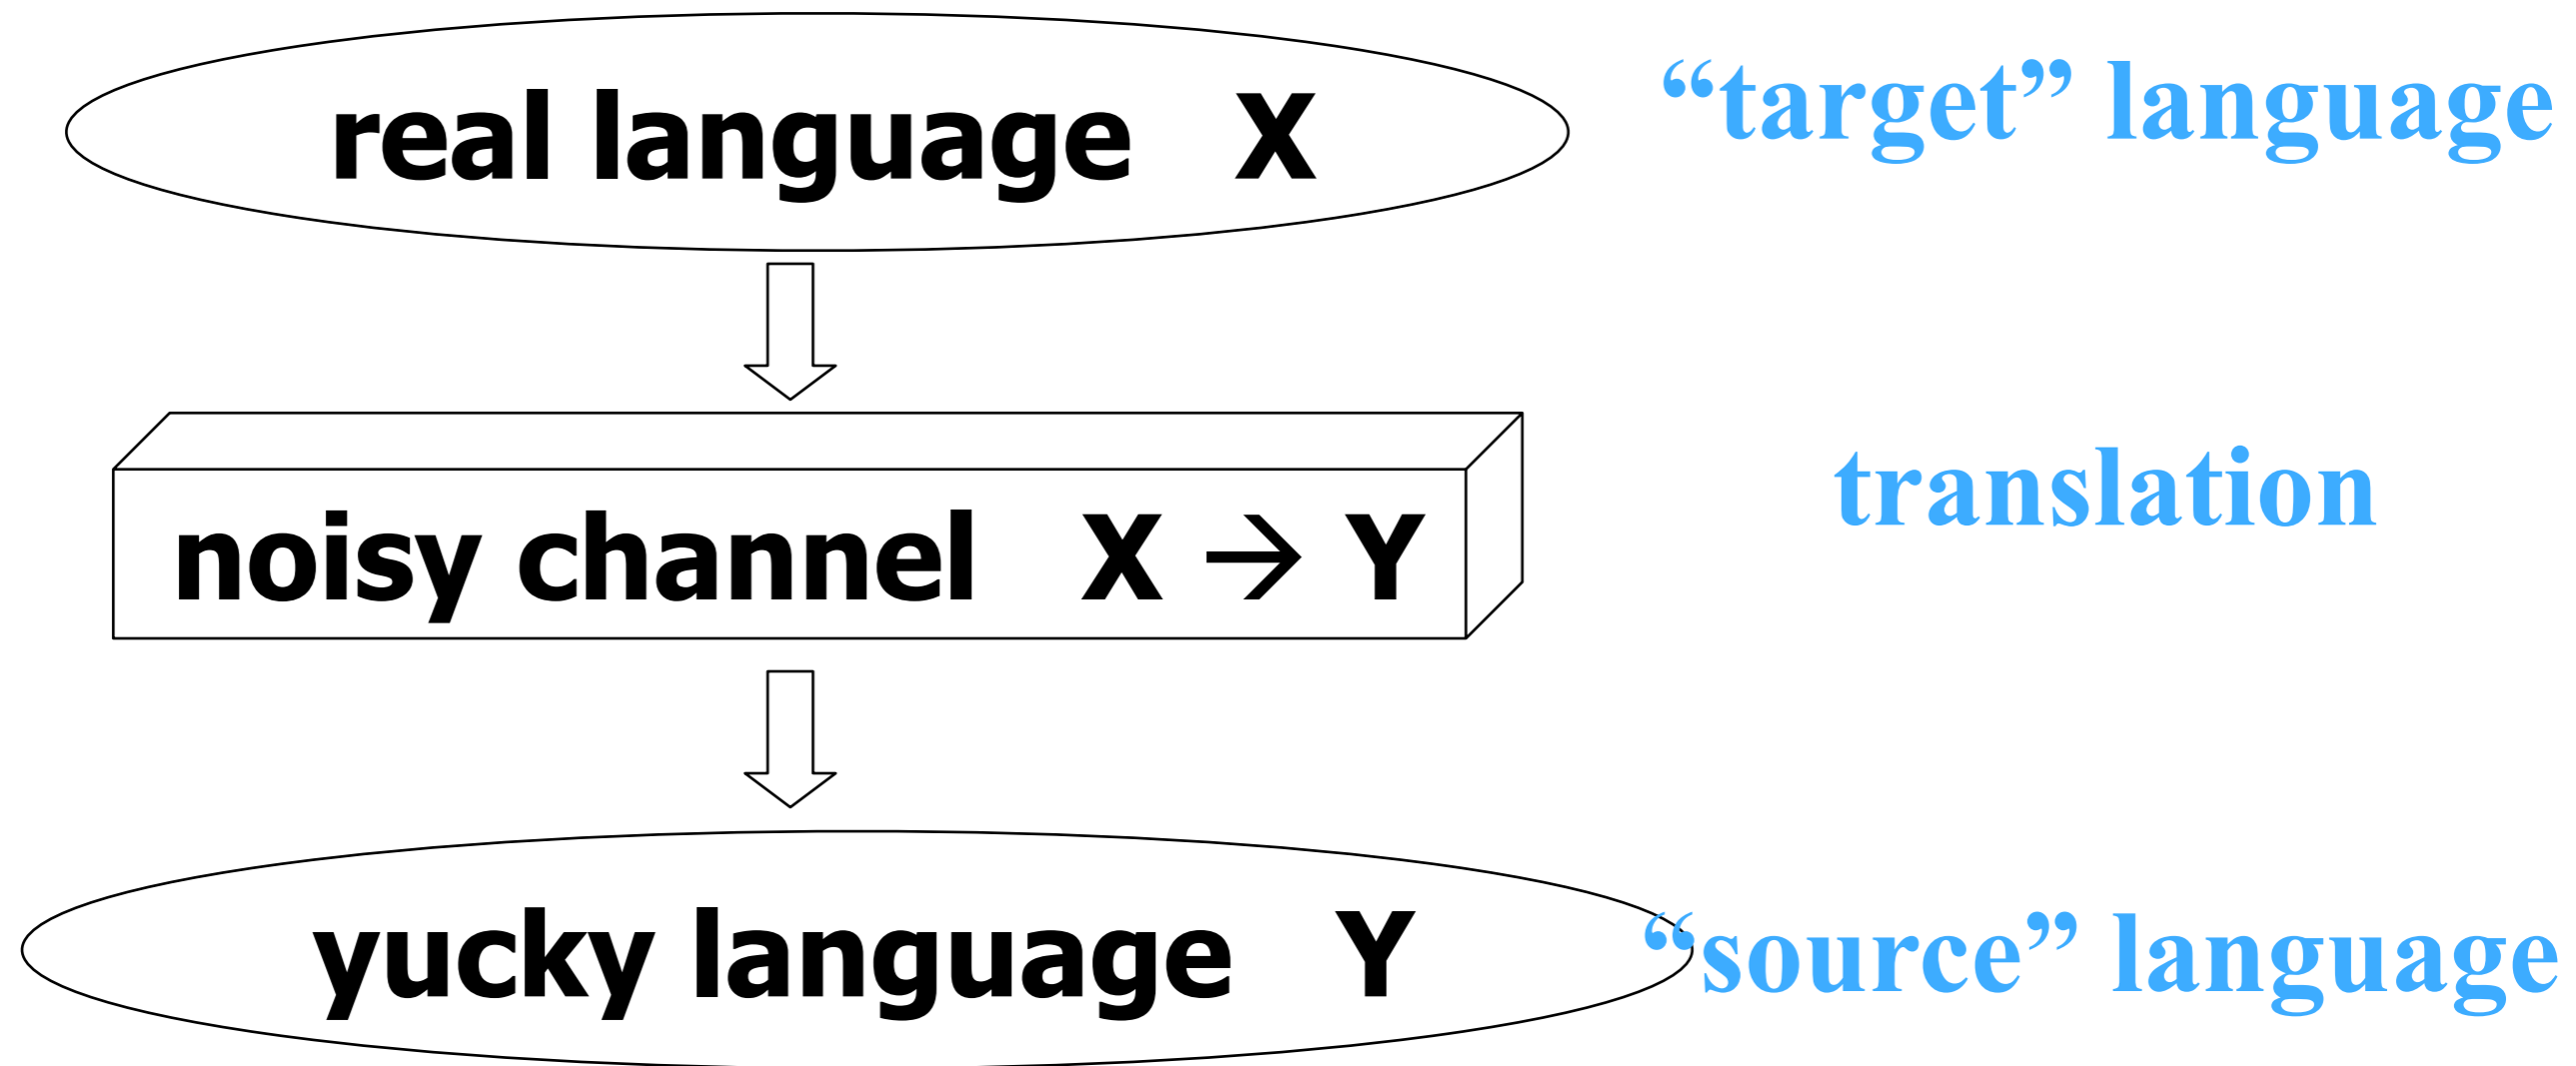 real language X “target” language
noisy channel X → Y translation
yucky language Y “source” language